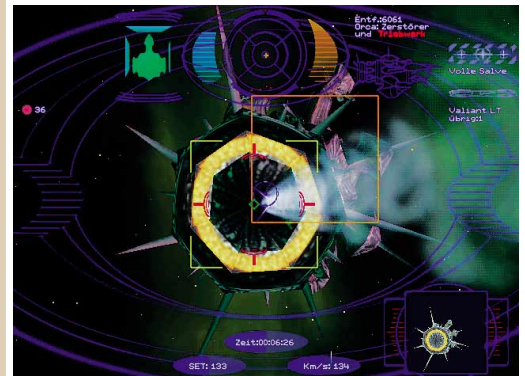 Entf.:6061
Orca: Zerstörer
und Triebwerk
Volle Salve
Valiant LT
übrig:1
36
Zeit:00:06:26
SET: 133
Km/s: 134